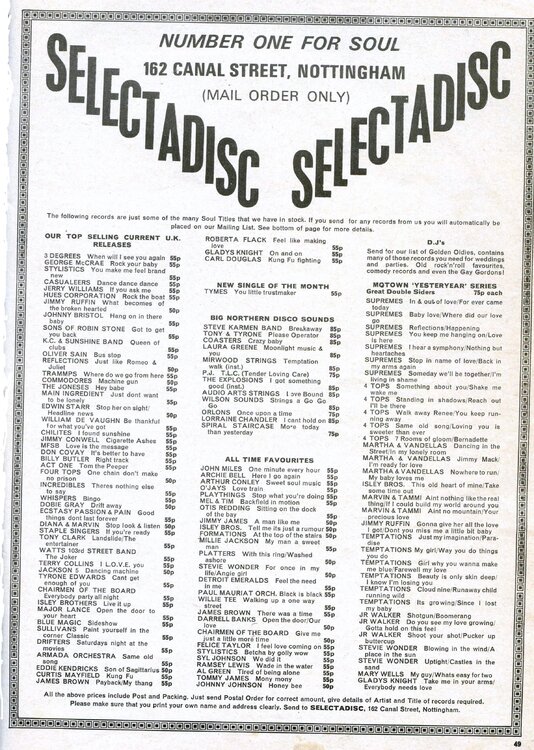 NUMBER ONE FOR SOUL
162 CANAL STREET, NOTTINGHAM
(MAIL ORDER ONLY)
SELECTADISC SELECTADISC
The following records are just some of the many Soul Titles that we have in stock. If you send for any records from us you will automatically be
placed on our Mailing List. See bottom of page for more details.
OUR TOP SELLING CURRENT U.K.
RELEASES
3 DEGREES When will I see you again 55p
GEORGE McCRAE Rock your baby 55p
STYLISTICS You make me feel brand
new 55p
CASUALEERS Dance dance dance 55p
JERRY WILLIAMS If you ask me 55p
HUES CORPORATION Rock the boat 55p
JIMMY RUFFIN What becomes of
the broken hearted 55p
JOHNNY BRISTOL Hang on in there
baby 55p
SONS OF ROBIN STONE Got to get
you back 55p
K.C. & SUNSHINE BAND Queen of
clubs 55p
OLIVER SAIN Bus stop 55p
REFLECTIONS Just like Romeo &
Juliet 50p
TRAMMPS Where do we go from here 55p
COMMODORES Machine gun 50p
THE JONESES Hey babe 55p
MAIN INGREDIENT Just dont want
to be lonely 55p
EDWIN STARR Stop her on sight/
Headline news 50p
WILLIAM DE VAUGHN Be thankful
For what you've got 55p
CHILITES I found sunshine 55p
JIMMY CONWELL Cigarette Ashes 55p
MFSB Love is the message 55p
DON COVAY It's better to have 55p
BILLY BUTLER Right track 55p
ACT ONE Tom the Peeper 55p
FOUR TOPS One chain don't make
no prison 50p
INCREDIBLES Theres nothing else
to say 55p
WHISPERS Bingo 55p
DOBIE GRAY Drift away 50p
ECSTASY PASSION & PAIN Good
things dont last forever 55p
DIANA & MARVIN Stop look & listen 50p
STAPLE SINGERS If you're ready 55p
TONY CLARK Landslide/The
entertainer 55p
WATTS 103rd STREET BAND
The Joker 55p
TERRY COLLINS I L.O.V.E. you 55p
JACKSON 5 Dancing machine 50p
TYRONE EDWARDS Cant get
enough of you 55p
CHAIRMEN OF THE BOARD
Everybody party all night 55p
ISLEY BROTHERS Live it up 55p
MAJOR LANCE Open the door to
your heart 55p
BLUE MAGIC Sideshow 55p
SULLIVANS Paint yourself in the
corner Classic 55p
DRIFTERS Saturdays night at the
movies 55p
ARMADA ORCHESTRA Same old
song 55p
EDDIE KENDRICKS Son of Sagittarius 50p
CURTIS MAYFIELD Kung Fu 55p
JAMES BROWN Payback/My thang 55p
ROBERTA FLACK Feel like making
love 55p
GLADYS KNIGHT On and on 55p
CARL DOUGLAS Kung Fu fighting 55p
NEW SINGLE OF THE MONTH
TYMES You little trustmaker 55p
BIG NORTHERN DISCO SOUNDS
STEVE KARMEN BAND Breakaway 85p
TONY & TYRONE Please Operator 85p
COASTERS Crazy baby 85p
LAURA GREENE Moonlight music &
you 85p
MIRWOOD STRINGS Temptation
walk (inst.) 85p
P.J. T.L.C. (Tender Loving Care) 75p
THE EXPLOSIONS I got something
good (inst.) 85p
AUDIO ARTS STRINGS I love Bound 85p
WILSON SOUNDS Strings a Go
Go 85p
ORLONS Once upon a time 75p
LORRAINE CHANDLER I cant hold on 85p
SPIRAL STAIRCASE More today
than yesterday 75p
ALL TIME FAVOURITES
JOHN MILES One minute every hour 55p
ARCHIE BELL Here I go again 55p
ARTHUR CONLEY Sweet soul music 55p
O'JAYS Love train 55p
PLAYTHINGS Stop what you're doing 55p
MEL & TIM Backfield in motion 55p
OTIS REDDING Sitting on the dock
of the bay 55p
JIMMY JAMES A man like me 50p
ISLEY BROS. Tell me its just a rumour 50p
FORMATIONS At the top of the stairs 50p
MILLIE JACKSON My man a sweet
man 55p
PLATTERS With this ring/Washed
ashore 50p
STEVIE WONDER For once in my
life/Angie girl 50p
DETROIT EMERALDS Feel the need
in me 55p
PAUL MAURIAT ORCH. Black is black 55p
WILLIE TEE Walking up a one way
street 55p
JAMES BROWN There was a time 55p
DARRELL BANKS Open the door/Our
love 50p
CHAIRMEN OF THE BOARD Give me
just a little more time 50p
FELICE TAYLOR I feel love coming on 55p
STYLISTICS Betcha by golly wow 55p
SYL JOHNSON We did it 55p
RAMSEY LEWIS Wade in the water 55p
AL GREEN Tired of being alone 55p
TOMMY JAMES Mony mony 55p
JOHNNY JOHNSON Honey bee 50p
D.J's
Send for our list of Golden Oldies, contains
many of those records you need for weddings
and parties. Old rock'n'roll favourites,
comedy records and even the Gay Gordons!
MOTOWN 'YESTERYEAR' SERIES
Great Double Siders 75p each
SUPREMES In & out of love/For ever came
today
SUPREMES Baby love/Where did our love
go
SUPREMES Reflections/Happening
SUPREMES You keep me hanging on/Love
is here
SUPREMES I hear a symphony/Nothing but
heartaches
SUPREMES Stop in name of love/Back in
my arms again
SUPREMES Someday we'll be together/I'm
living in shame
4 TOPS Something about you/Shake me
wake me
4 TOPS Standing in shadows/Reach out
I'll be there
4 TOPS Walk away Renee/You keep run-
ning away
4 TOPS Same old song/Loving you is
sweeter than ever
4 TOPS 7 Rooms of gloom/Bernadette
MARTHA & VANDELLAS Dancing in the
Street/In my lonely room
MARTHA & VANDELLAS Jimmy Mack/
I'm ready for love
MARTHA & VANDELLAS Nowhere to run/
My baby loves me
ISLEY BROS. This old heart of mine/Take
some time out
MARVIN & TAMMI Aint nothing like the real
thing/If I could build my world around you
MARVIN & TAMMI Aint no mountain/Your
precious love
JIMMY RUFFIN Gonna give her all the love
I got/Dont you miss me a little bit baby
TEMPTATIONS Just my imagination/Para-
dise
TEMPTATIONS My girl/Way you do things
you do
TEMPTATIONS Girl why you wanna make
me blue/Farewell my love
TEMPTATIONS Beauty is only skin deep/
I know I'm losing you
TEMPTATIONS Cloud nine/Runaway child
running wild
TEMPTATIONS Its growing/Since I lost
my baby
JR WALKER Shotgun/Boomerang
JR WALKER Do you see my love growing/
Gotta hold on this feel
JR WALKER Shoot your shot/Pucker up
buttercup
STEVIE WONDER Blowing in the wind/A
place in the sun
STEVIE WONDER Uptight/Castles in the
sand
MARY WELLS My guy/Whats easy for two
GLADYS KNIGHT Take me in your arms/
Everybody needs love
All the above prices include Post and Packing. Just send Postal Order for correct amount, give details of Artist and Title of records required.
Please make sure that you print your own name and address clearly. Send to SELECTADISC, 162 Canal Street, Nottingham.
49